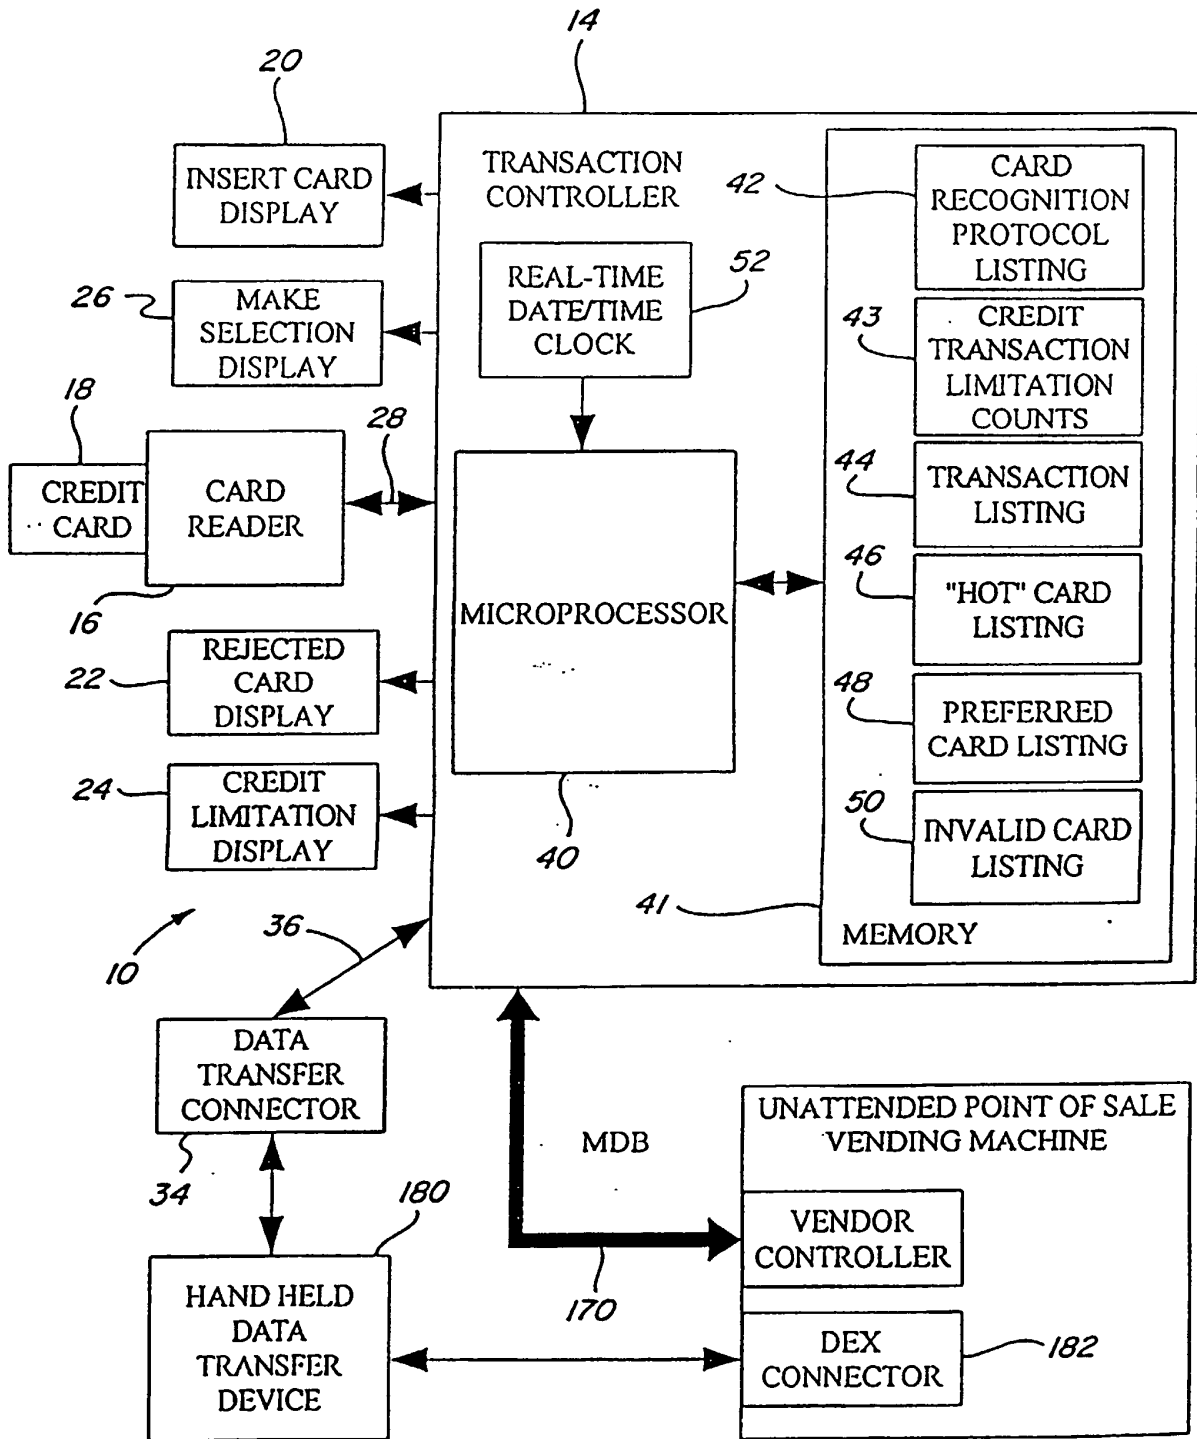 14
20
INSERT CARD
DISPLAY
TRANSACTION
CONTROLLER
42
CARD
RECOGNITION
PROTOCOL
LISTING
26
MAKE
SELECTION
DISPLAY
REAL-TIME
DATE/TIME
CLOCK
52
43
CREDIT
TRANSACTION
LIMITATION
COUNTS
18
28
CREDIT
CARD
CARD
READER
16
44
TRANSACTION
LISTING
MICROPROCESSOR
40
46
"HOT" CARD
LISTING
22
REJECTED
CARD
DISPLAY
48
PREFERRED
CARD LISTING
24
CREDIT
LIMITATION
DISPLAY
50
INVALID CARD
LISTING
41
MEMORY
10
36
DATA
TRANSFER
CONNECTOR
34
MDB
170
UNATTENDED POINT OF SALE
VENDING MACHINE
VENDOR
CONTROLLER
180
HAND HELD
DATA
TRANSFER
DEVICE
DEX
CONNECTOR
182